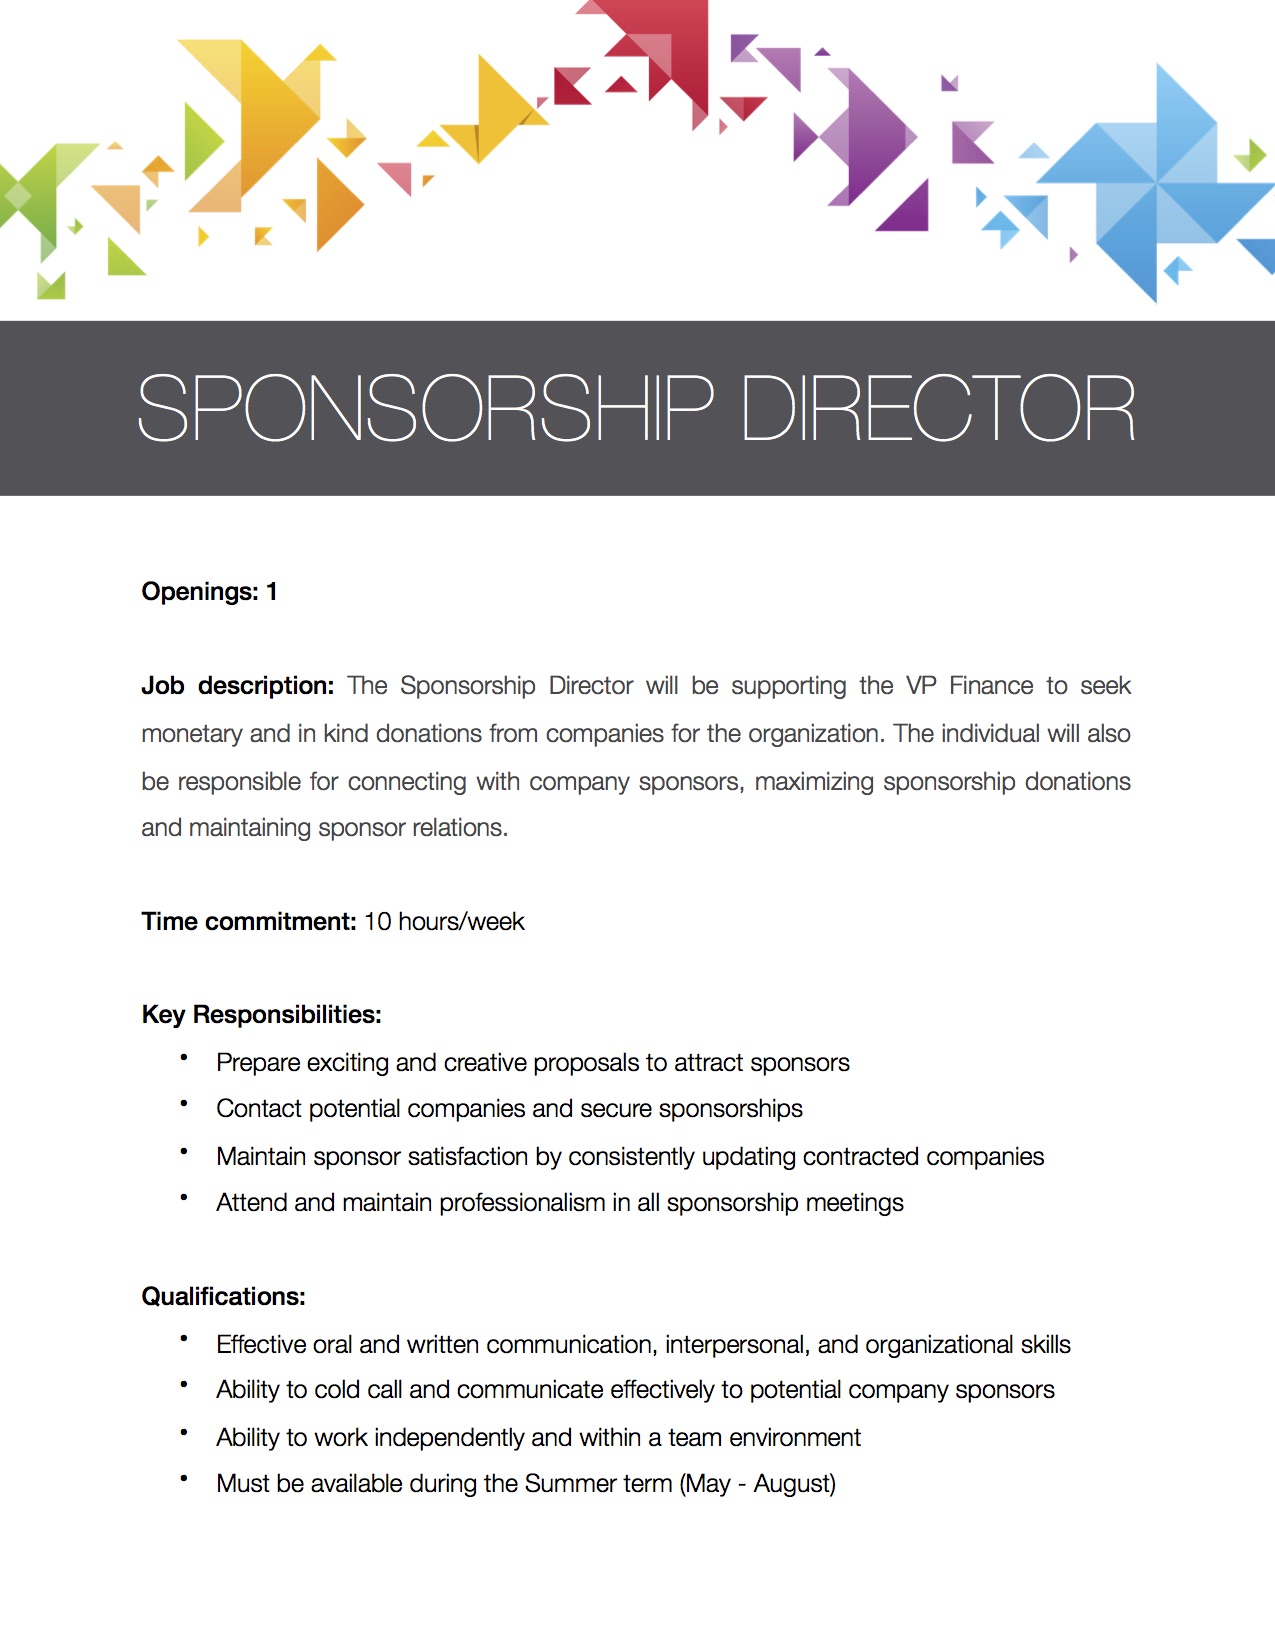 SPONSORSHIP DIRECTOR
Openings: 1
Job description: The Sponsorship Director will be supporting the VP Finance to seek
monetary and in kind donations from companies for the organization. The individual will also
be responsible for connecting with company sponsors, maximizing sponsorship donations
and maintaining sponsor relations.
Time commitment: 10 hours/week
Key Responsibilities:
• Prepare exciting and creative proposals to attract sponsors
• Contact potential companies and secure sponsorships
• Maintain sponsor satisfaction by consistently updating contracted companies
• Attend and maintain professionalism in all sponsorship meetings
Qualifications:
• Effective oral and written communication, interpersonal, and organizational skills
• Ability to cold call and communicate effectively to potential company sponsors
• Ability to work independently and within a team environment
• Must be available during the Summer term (May - August)